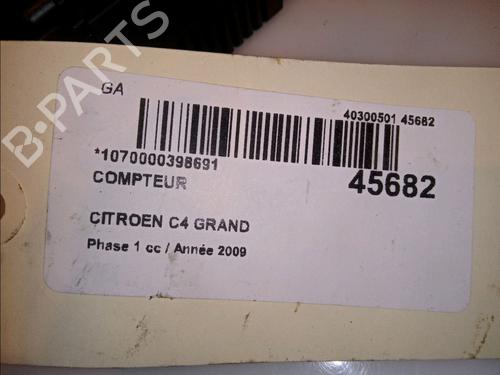 GA
40300501 45682
*1070000398691
45682
COMPTEUR
CITROEN C4 GRAND
Phase 1 cc / Année 2009
B-PARTS